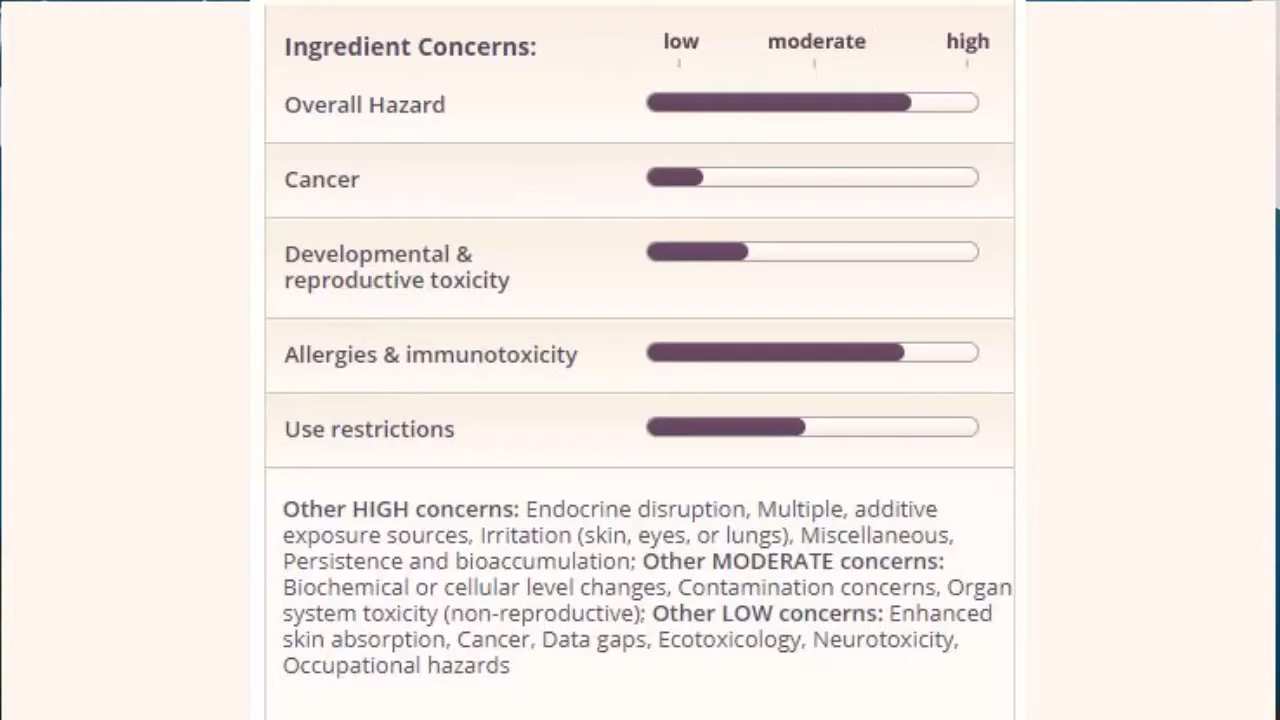 Ingredient Concerns:
low moderate high
Overall Hazard
Cancer
Developmental &
reproductive toxicity
Allergies & immunotoxicity
Use restrictions
Other HIGH concerns: Endocrine disruption, Multiple, additive
exposure sources, Irritation (skin, eyes, or lungs), Miscellaneous,
Persistence and bioaccumulation; Other MODERATE concerns:
Biochemical or cellular level changes, Contamination concerns, Organ
system toxicity (non-reproductive); Other LOW concerns: Enhanced
skin absorption, Cancer, Data gaps, Ecotoxicology, Neurotoxicity,
Occupational hazards